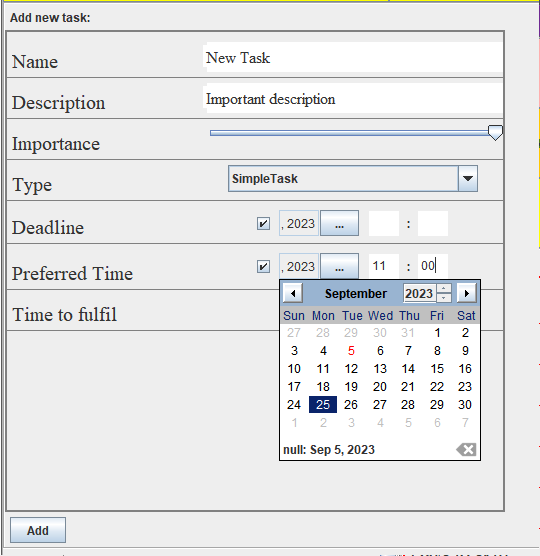 Add new task:
Name New Task
Description Important description
Importance
Type SimpleTask
Deadline , 2023 ... :
Preferred Time , 2023 ... 11 : 00
Time to fulfil
September 2023
Sun Mon Tue Wed Thu Fri Sat
27 28 29 30 31 1 2
3 4 5 6 7 8 9
10 11 12 13 14 15 16
17 18 19 20 21 22 23
24 25 26 27 28 29 30
1 2 3 4 5 6 7
null: Sep 5, 2023
Add